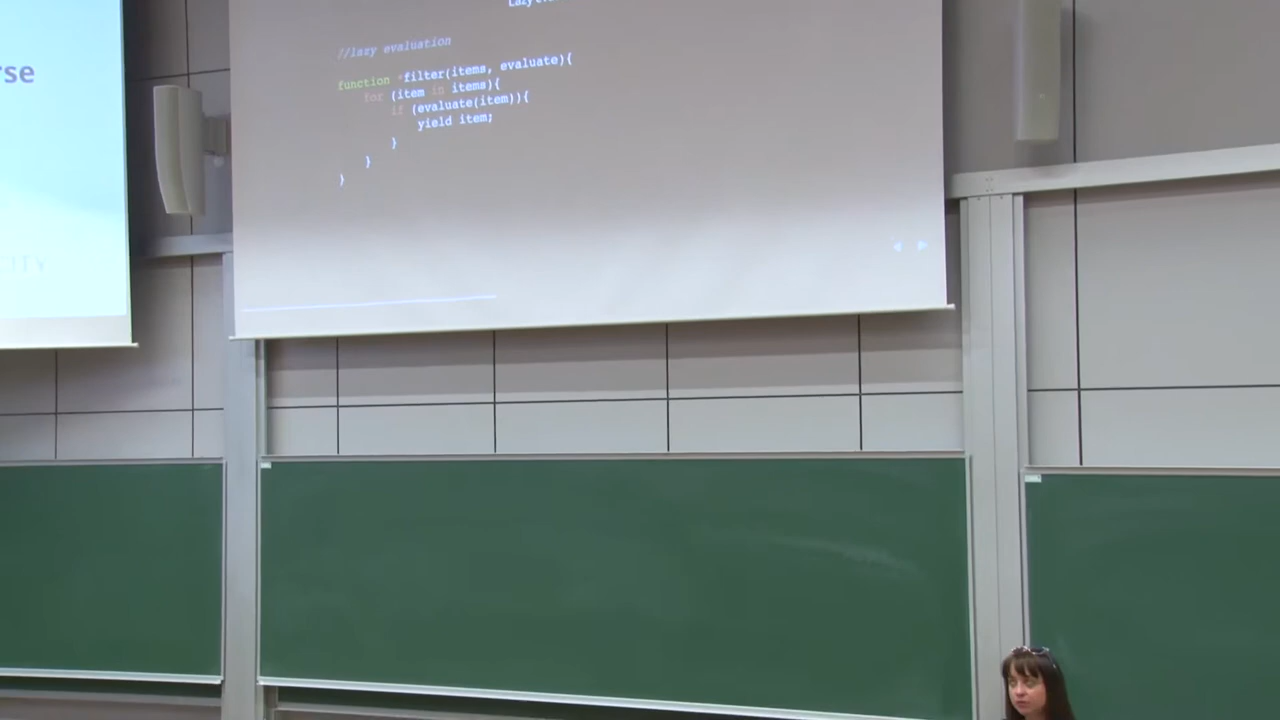 //lazy evaluation
function *filter(items, evaluate){
for (item in items){
if (evaluate(item)){
yield item;
}
}
}